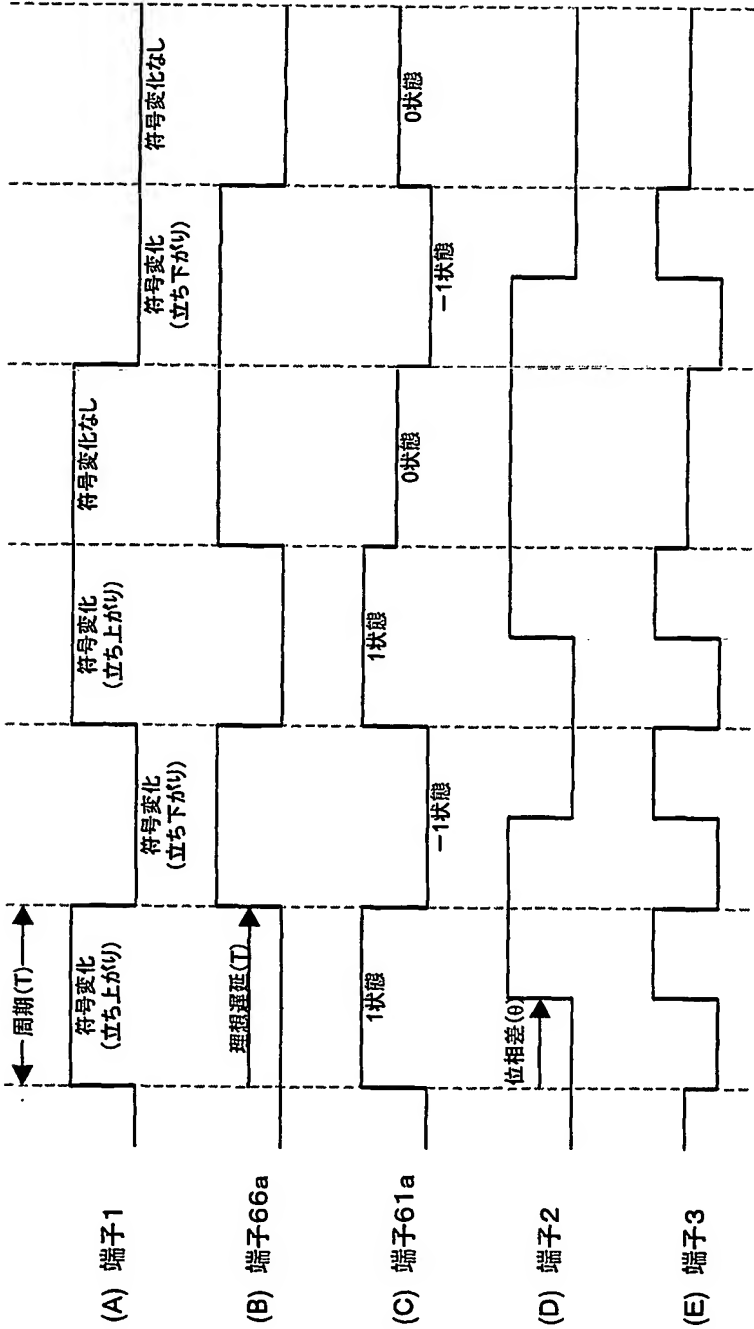 (A) 端子1
周期(T)
符号変化
(立ち上がり)
符号変化
(立ち下がり)
符号変化
(立ち上がり)
符号変化なし
符号変化
(立ち下がり)
符号変化なし
(B) 端子66a
理想遅延(T)
(C) 端子61a
1状態
−1状態
1状態
0状態
−1状態
0状態
(D) 端子2
位相差(θ)
(E) 端子3